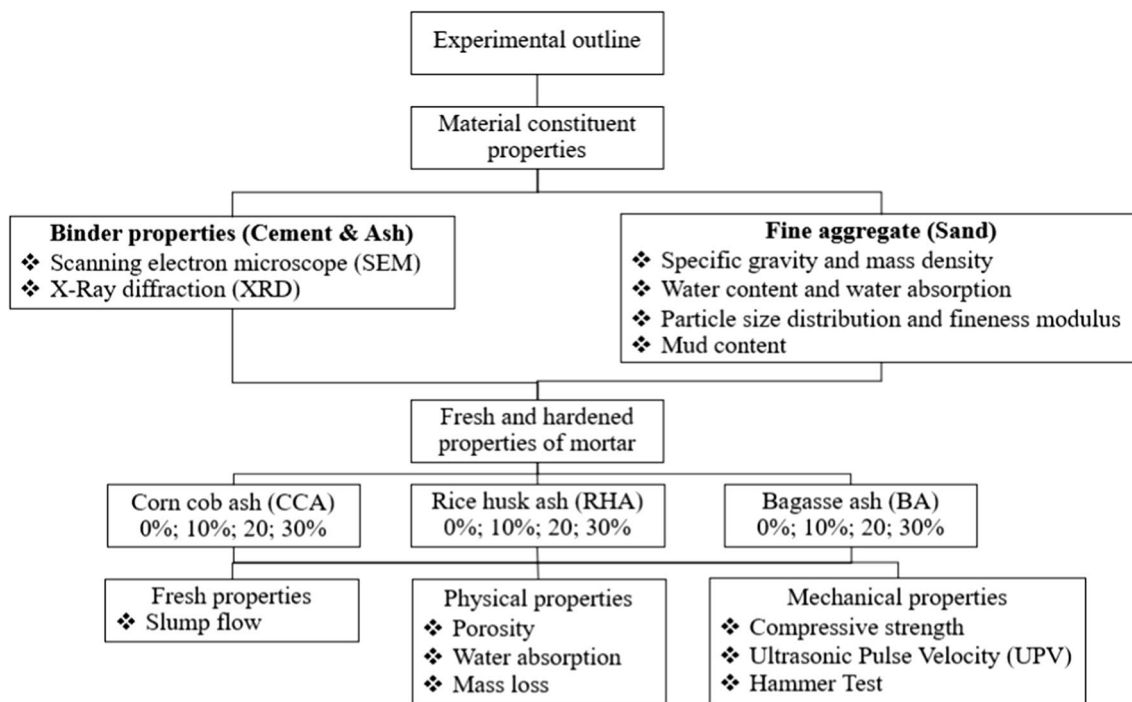 Experimental outline
Material constituent
properties
Binder properties (Cement & Ash)
❖ Scanning electron microscope (SEM)
❖ X-Ray diffraction (XRD)
Fine aggregate (Sand)
❖ Specific gravity and mass density
❖ Water content and water absorption
❖ Particle size distribution and fineness modulus
❖ Mud content
Fresh and hardened
properties of mortar
Corn cob ash (CCA)
0%; 10%; 20; 30%
Rice husk ash (RHA)
0%; 10%; 20; 30%
Bagasse ash (BA)
0%; 10%; 20; 30%
Fresh properties
❖ Slump flow
Physical properties
❖ Porosity
❖ Water absorption
❖ Mass loss
Mechanical properties
❖ Compressive strength
❖ Ultrasonic Pulse Velocity (UPV)
❖ Hammer Test